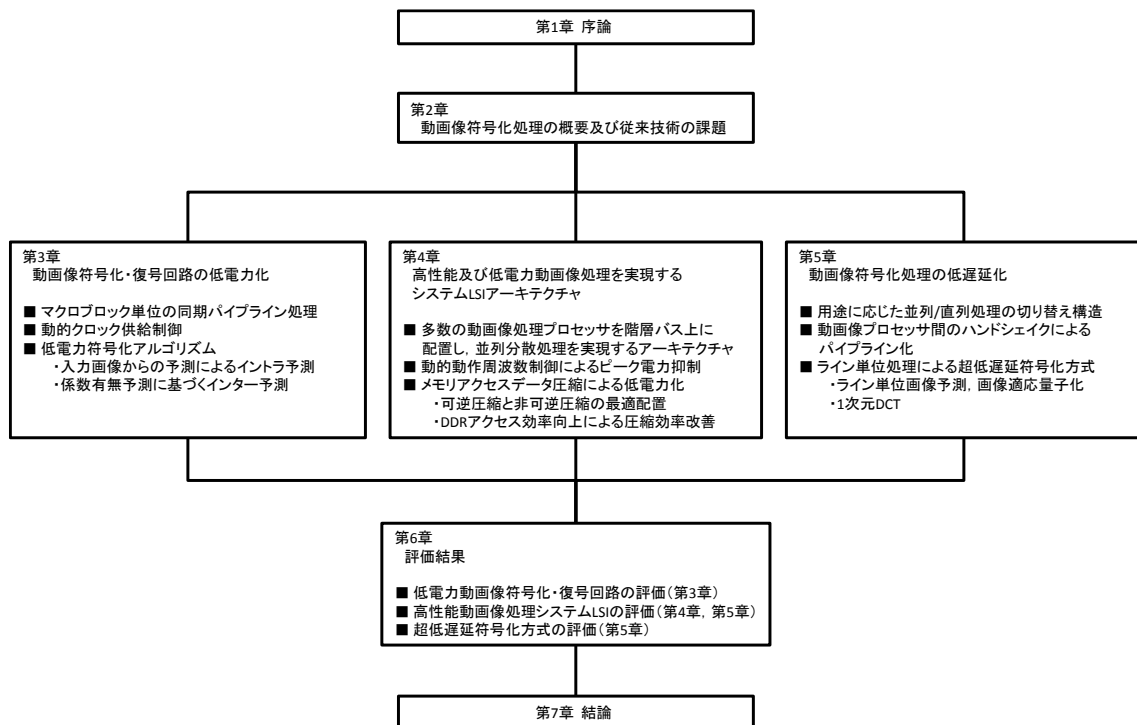 第1章 序論
第2章
動画像符号化処理の概要及び従来技術の課題
第3章
動画像符号化・復号回路の低電力化
■ マクロブロック単位の同期パイプライン処理
■ 動的クロック供給制御
■ 低電力符号化アルゴリズム
・入力画像からの予測によるイントラ予測
・係数有無予測に基づくインター予測
第4章
高性能及び低電力動画像処理を実現する
システムLSIアーキテクチャ
■ 多数の動画像処理プロセッサを階層バス上に
配置し，並列分散処理を実現するアーキテクチャ
■ 動的動作周波数制御によるピーク電力抑制
■ メモリアクセスデータ圧縮による低電力化
・可逆圧縮と非可逆圧縮の最適配置
・DDRアクセス効率向上による圧縮効率改善
第5章
動画像符号化処理の低遅延化
■ 用途に応じた並列/直列処理の切り替え構造
■ 動画像プロセッサ間のハンドシェイクによる
パイプライン化
■ ライン単位処理による超低遅延符号化方式
・ライン単位画像予測，画像適応量子化
・1次元DCT
第6章
評価結果
■ 低電力動画像符号化・復号回路の評価（第3章）
■ 高性能動画像処理システムLSIの評価（第4章，第5章）
■ 超低遅延符号化方式の評価（第5章）
第7章 結論